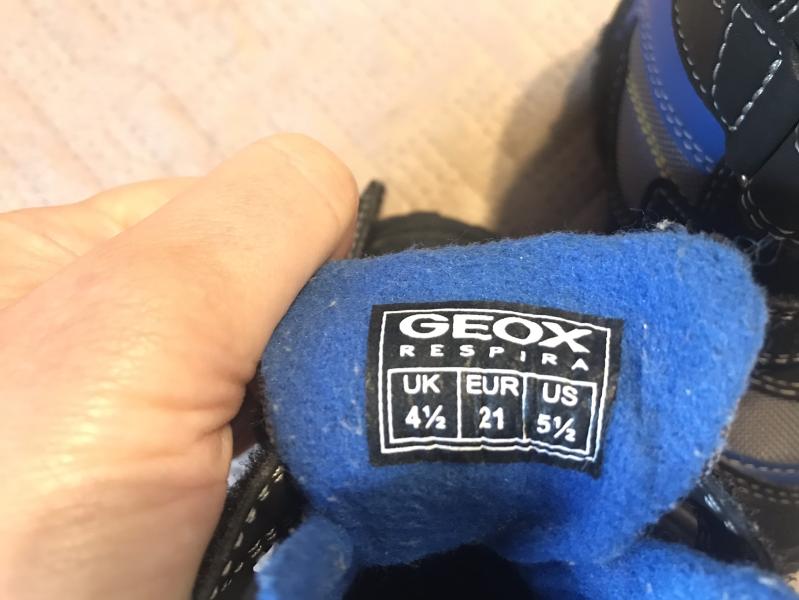 GEOX
RESPIRA
UK EUR US
4½ 21 5½